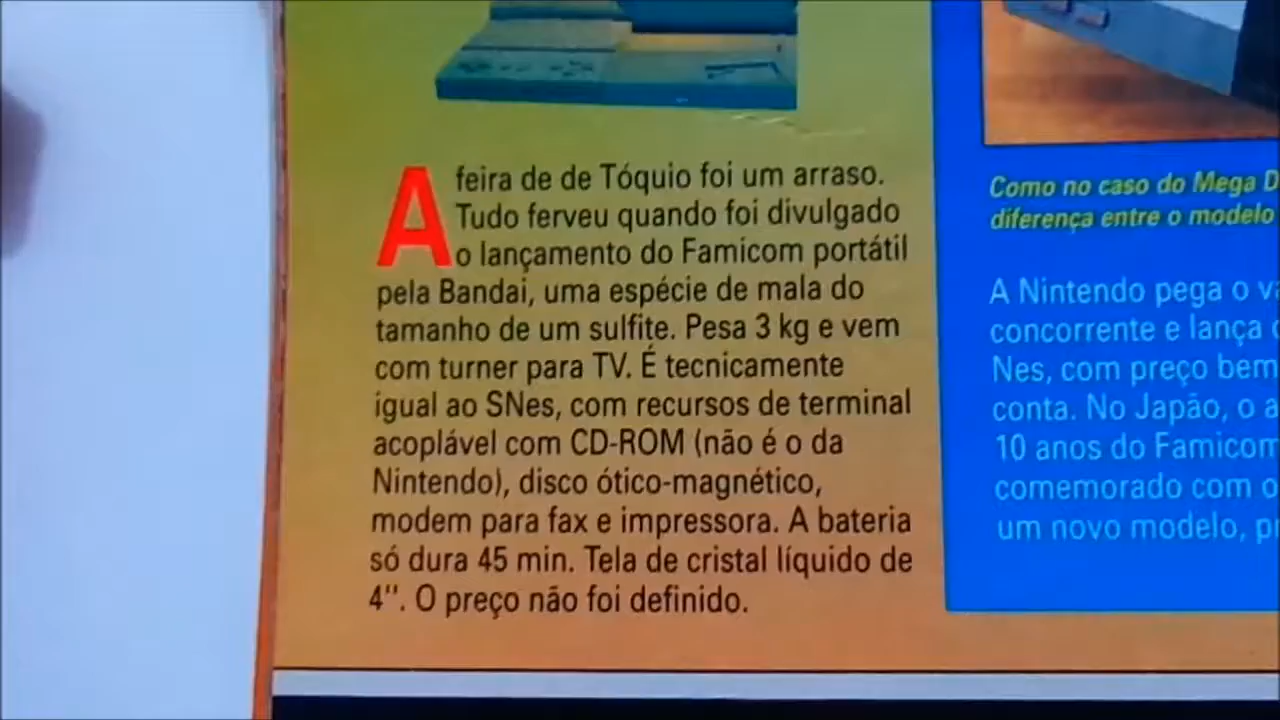 A feira de de Tóquio foi um arraso.
Tudo ferveu quando foi divulgado
o lançamento do Famicom portátil
pela Bandai, uma espécie de mala do
tamanho de um sulfite. Pesa 3 kg e vem
com turner para TV. É tecnicamente
igual ao SNes, com recursos de terminal
acoplável com CD-ROM (não é o da
Nintendo), disco ótico-magnético,
modem para fax e impressora. A bateria
só dura 45 min. Tela de cristal líquido de
4". O preço não foi definido.
Como no caso do Mega D
diferença entre o modelo
A Nintendo pega o va
concorrente e lança
Nes, com preço bem
conta. No Japão, o a
10 anos do Famicom
comemorado com o
um novo modelo, p